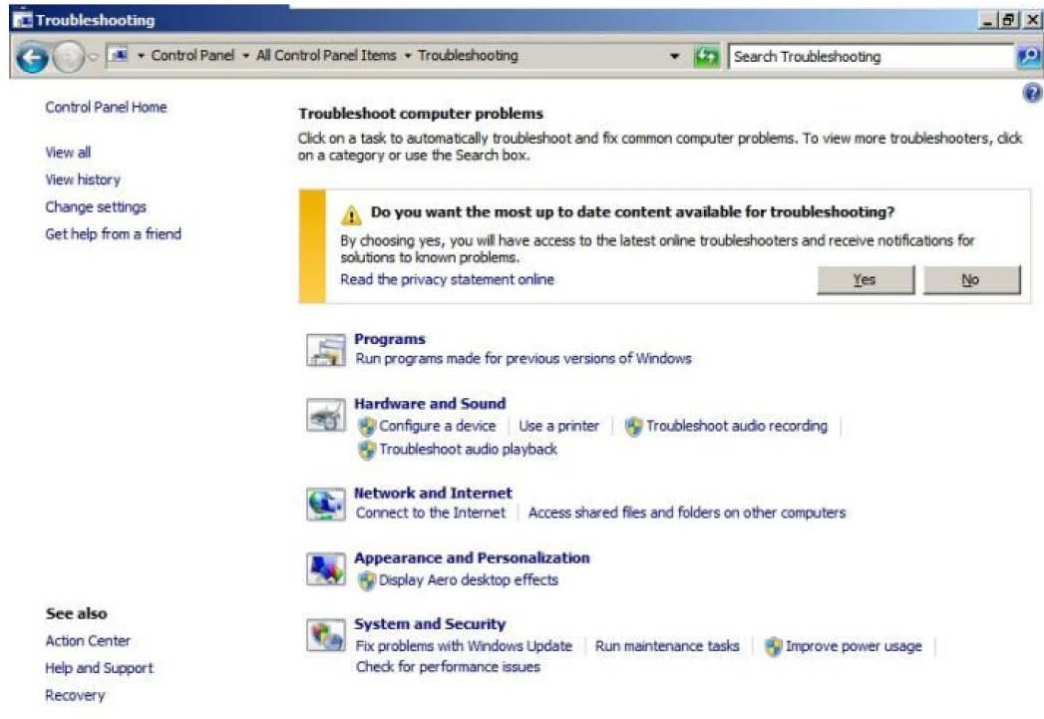 Troubleshooting
Control Panel All Control Panel Items Troubleshooting Search Troubleshooting
Control Panel Home
View all
View history
Change settings
Get help from a friend
Troubleshoot computer problems
Click on a task to automatically troubleshoot and fix common computer problems. To view more troubleshooters, click
on a category or use the Search box.
Do you want the most up to date content available for troubleshooting?
By choosing yes, you will have access to the latest online troubleshooters and receive notifications for
solutions to known problems.
Read the privacy statement online
Yes No
Programs
Run programs made for previous versions of Windows
Hardware and Sound
Configure a device Use a printer Troubleshoot audio recording
Troubleshoot audio playback
Network and Internet
Connect to the Internet Access shared files and folders on other computers
Appearance and Personalization
Display Aero desktop effects
System and Security
Fix problems with Windows Update Run maintenance tasks Improve power usage
Check for performance issues
See also
Action Center
Help and Support
Recovery